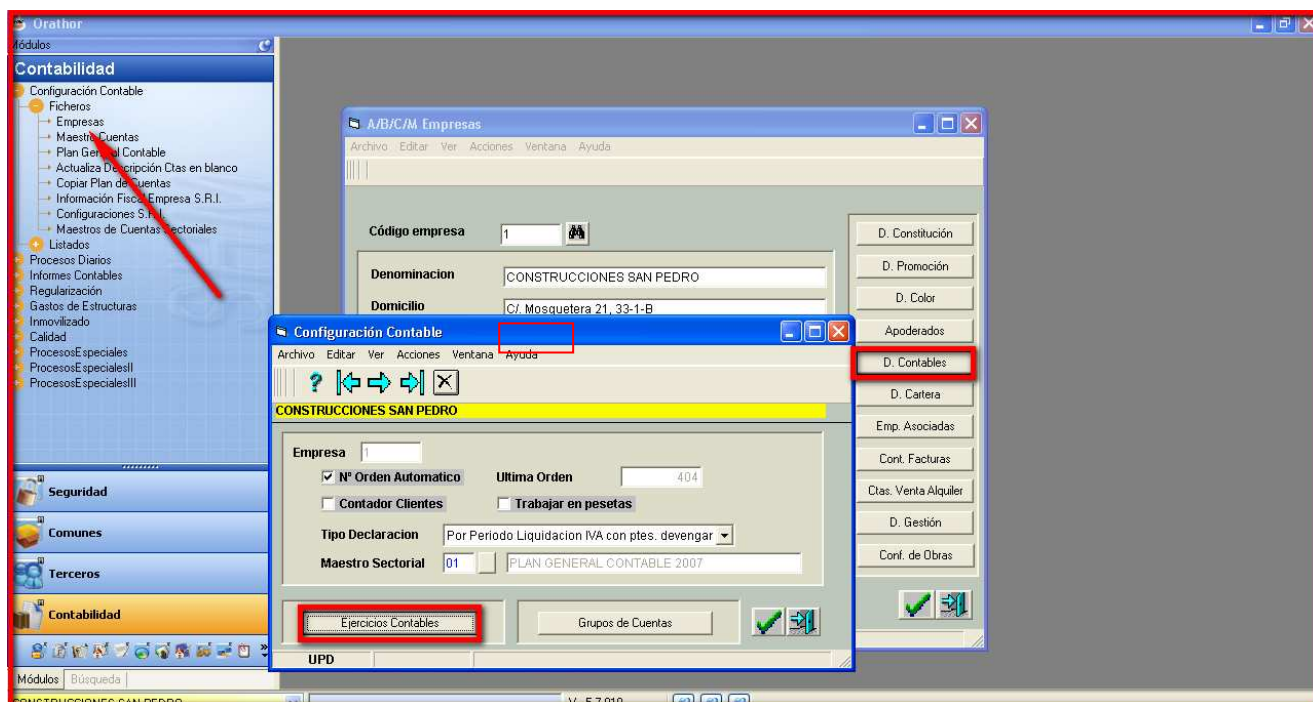 Orathor
Módulos
Contabilidad
Configuración Contable
Ficheros
Empresas
Maestro Cuentas
Plan General Contable
Actualiza Descripción Ctas en blanco
Copiar Plan de Cuentas
Información Fiscal Empresa S.R.I.
Configuraciones S.R.I.
Maestros de Cuentas Sectoriales
Listados
Procesos Diarios
Informes Contables
Regularización
Gastos de Estructuras
Inmovilizado
Calidad
ProcesosEspeciales
ProcesosEspecialesII
ProcesosEspecialesIII
Seguridad
Comunes
Terceros
Contabilidad
Módulos Búsqueda
CONSTRUCCIONES SAN PEDRO
V. 5.7.019
A/B/C/M Empresas
Archivo Editar Ver Acciones Ventana Ayuda
Código empresa 1
Denominacion CONSTRUCCIONES SAN PEDRO
Domicilio C/. Mosquetera 21, 33-1-B
D. Constitución
D. Promoción
D. Color
Apoderados
D. Contables
D. Cartera
Emp. Asociadas
Cont. Facturas
Ctas. Venta Alquiler
D. Gestión
Conf. de Obras
Configuración Contable
Archivo Editar Ver Acciones Ventana Ayuda
CONSTRUCCIONES SAN PEDRO
Empresa 1
Nº Orden Automatico Ultima Orden 404
Contador Clientes Trabajar en pesetas
Tipo Declaracion Por Periodo Liquidacion IVA con ptes. devengar
Maestro Sectorial 01 PLAN GENERAL CONTABLE 2007
Ejercicios Contables Grupos de Cuentas
UPD